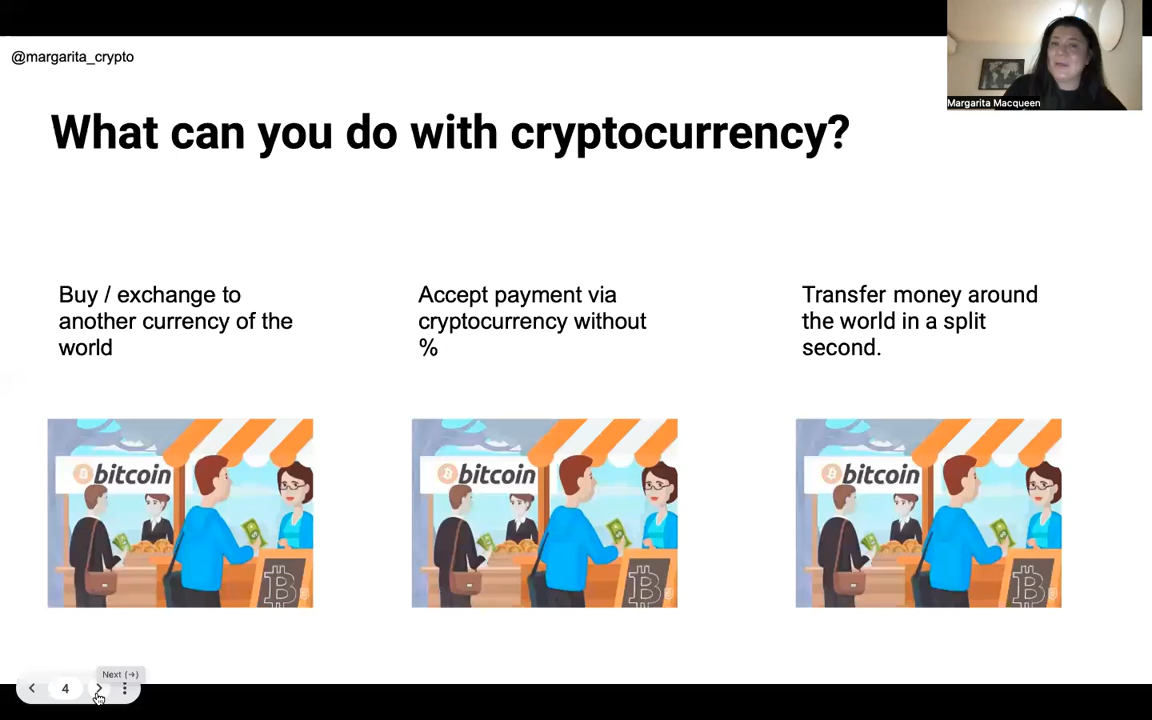 @margarita_crypto
Margarita Macqueen
What can you do with cryptocurrency?
Buy / exchange to
another currency of the
world
Accept payment via
cryptocurrency without
%
Transfer money around
the world in a split
second.
bitcoin
bitcoin
bitcoin
Next (→)
4